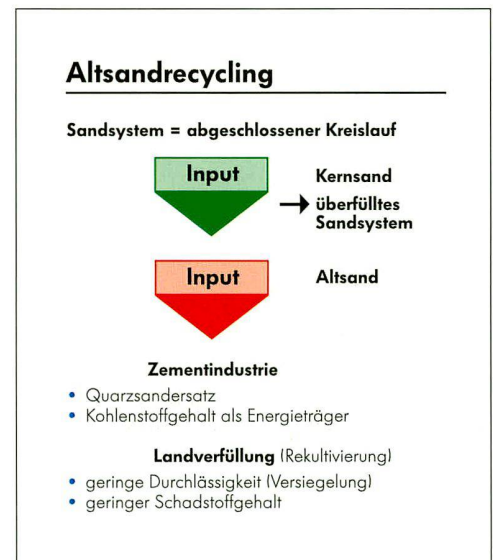 Altsandrecycling
Sandsystem = abgeschlossener Kreislauf
Input
Kernsand
→ überfülltes
Sandsystem
Input
Altsand
Zementindustrie
• Quarzsandersatz
• Kohlenstoffgehalt als Energieträger
Landverfüllung (Rekultivierung)
• geringe Durchlässigkeit (Versiegelung)
• geringer Schadstoffgehalt